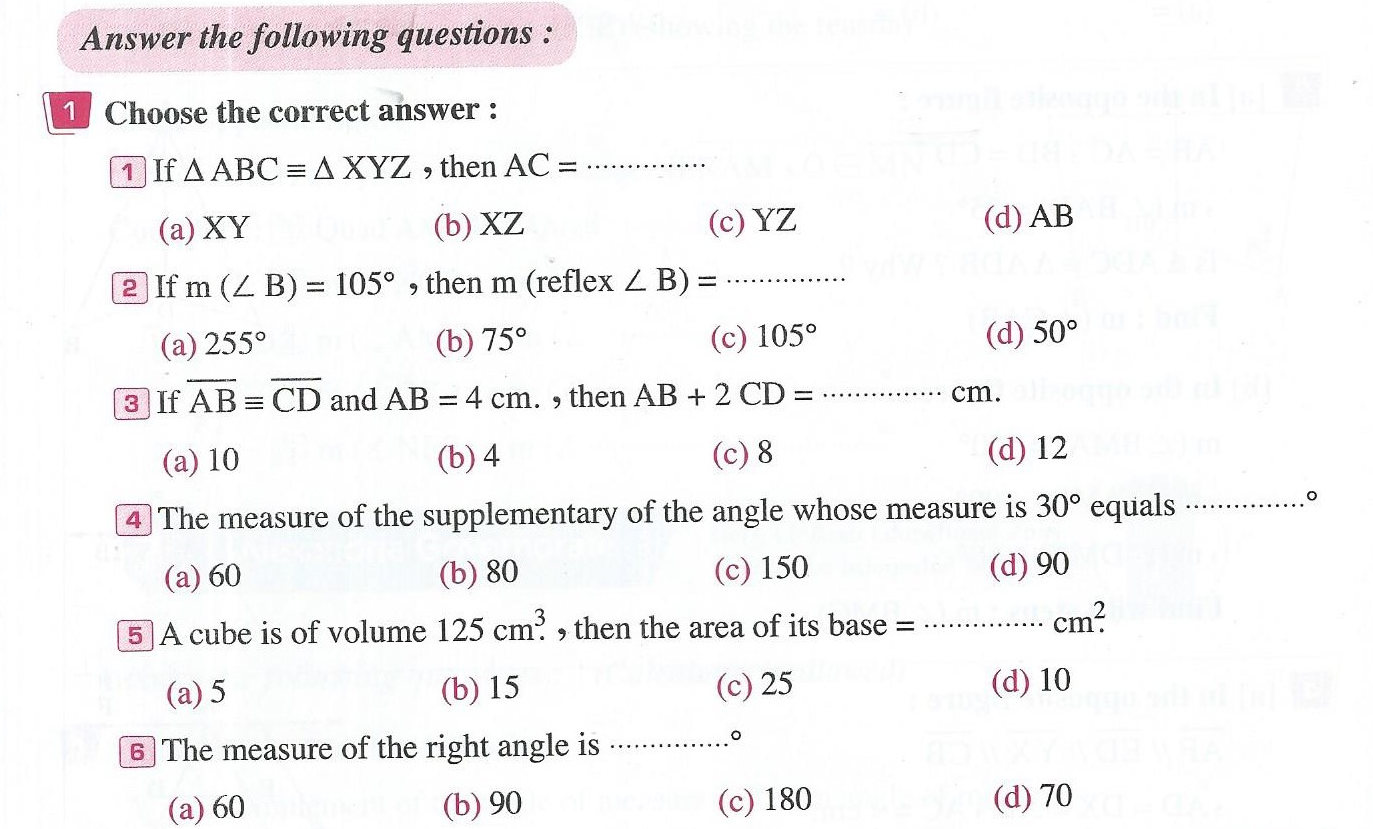 Answer the following questions :
1 Choose the correct answer :
1 If Δ ABC ≡ Δ XYZ , then AC = ..............
(a) XY (b) XZ (c) YZ (d) AB
2 If m (∠ B) = 105° , then m (reflex ∠ B) = ..............
(a) 255° (b) 75° (c) 105° (d) 50°
3 If A̅B̅ ≡ C̅D̅ and AB = 4 cm. , then AB + 2 CD = .............. cm.
(a) 10 (b) 4 (c) 8 (d) 12
4 The measure of the supplementary of the angle whose measure is 30° equals ..............°
(a) 60 (b) 80 (c) 150 (d) 90
5 A cube is of volume 125 cm³. , then the area of its base = .............. cm².
(a) 5 (b) 15 (c) 25 (d) 10
6 The measure of the right angle is ..............°
(a) 60 (b) 90 (c) 180 (d) 70